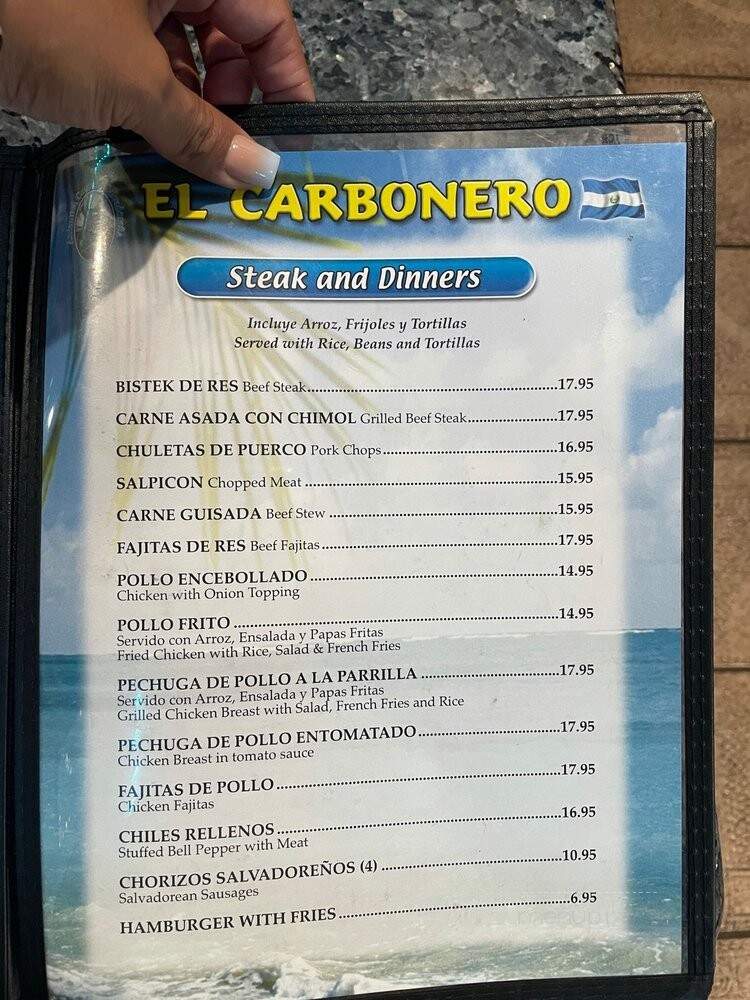 EL CARBONERO
Steak and Dinners
Incluye Arroz, Frijoles y Tortillas
Served with Rice, Beans and Tortillas
BISTEK DE RES Beef Steak 17.95
CARNE ASADA CON CHIMOL Grilled Beef Steak 17.95
CHULETAS DE PUERCO Pork Chops 16.95
SALPICON Chopped Meat 15.95
CARNE GUISADA Beef Stew 15.95
FAJITAS DE RES Beef Fajitas 17.95
POLLO ENCEBOLLADO 14.95
Chicken with Onion Topping
POLLO FRITO 14.95
Servido con Arroz, Ensalada y Papas Fritas
Fried Chicken with Rice, Salad & French Fries
PECHUGA DE POLLO A LA PARRILLA 17.95
Servido con Arroz, Ensalada y Papas Fritas
Grilled Chicken Breast with Salad, French Fries and Rice
PECHUGA DE POLLO ENTOMATADO 17.95
Chicken Breast in tomato sauce
FAJITAS DE POLLO 17.95
Chicken Fajitas
CHILES RELLENOS 16.95
Stuffed Bell Pepper with Meat
CHORIZOS SALVADOREÑOS (4) 10.95
Salvadorean Sausages
HAMBURGER WITH FRIES 6.95